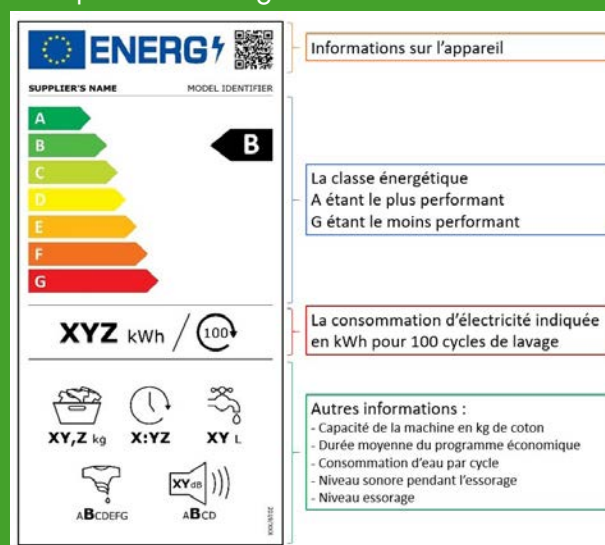 ENERG
SUPPLIER'S NAME MODEL IDENTIFIER
A
B
C
D
E
F
G
B
XYZ kWh / 100
XY,Z kg X:YZ XY L
ABCDEFG
XY dB
ABCD
Informations sur l'appareil
La classe énergétique
A étant le plus performant
G étant le moins performant
La consommation d'électricité indiquée
en kWh pour 100 cycles de lavage
Autres informations :
- Capacité de la machine en kg de coton
- Durée moyenne du programme économique
- Consommation d'eau par cycle
- Niveau sonore pendant l'essorage
- Niveau essorage